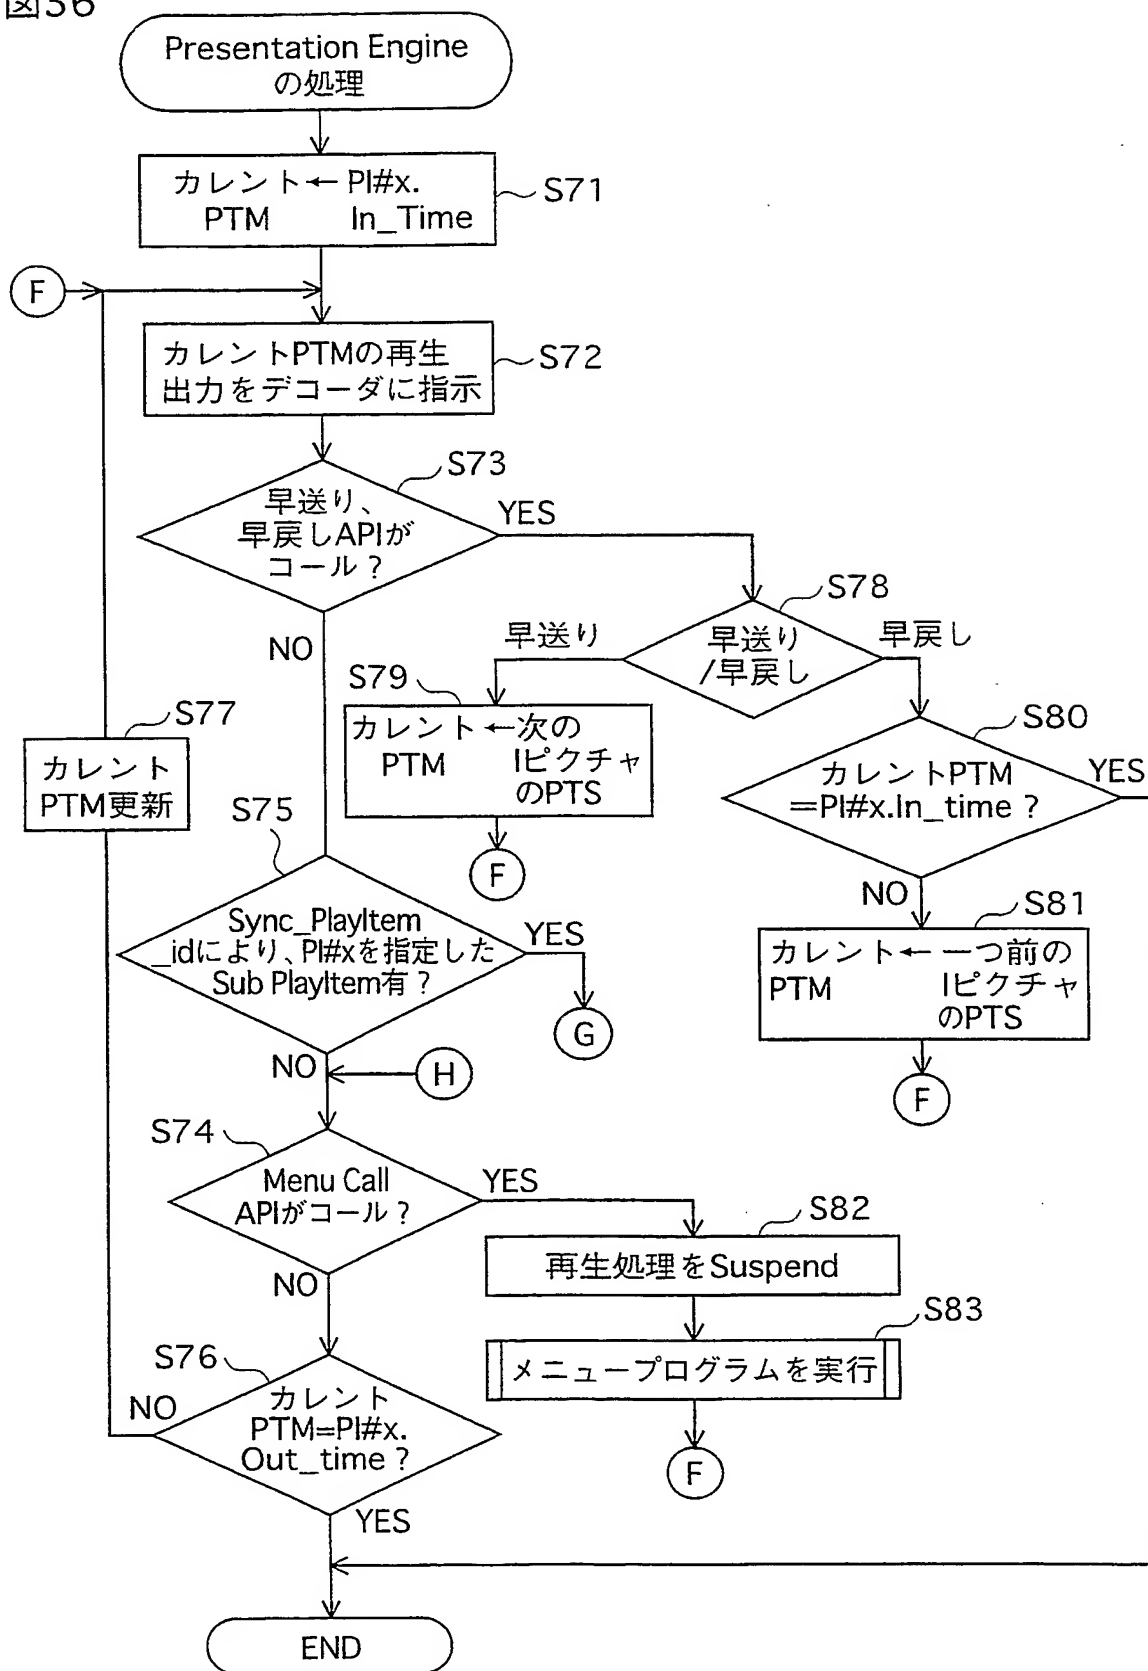 図36
Presentation Engine
の処理
カレント← PI#x.
PTM In_Time
S71
F
カレントPTMの再生
出力をデコーダに指示
S72
S73
早送り、
早戻しAPIが
コール？
YES
NO
S78
早送り
/早戻し
早送り
早戻し
S79
カレント←次の
PTM Iピクチャ
のPTS
F
S80
カレントPTM
=PI#x.In_time？
YES
NO
S81
カレント← 一つ前の
PTM Iピクチャ
のPTS
F
S77
カレント
PTM更新
S75
Sync_PlayItem
_idにより、PI#xを指定した
Sub PlayItem有？
YES
G
NO
H
S74
Menu Call
APIがコール？
YES
NO
S82
再生処理をSuspend
S83
メニュープログラムを実行
F
S76
カレント
PTM=PI#x.
Out_time？
NO
YES
END